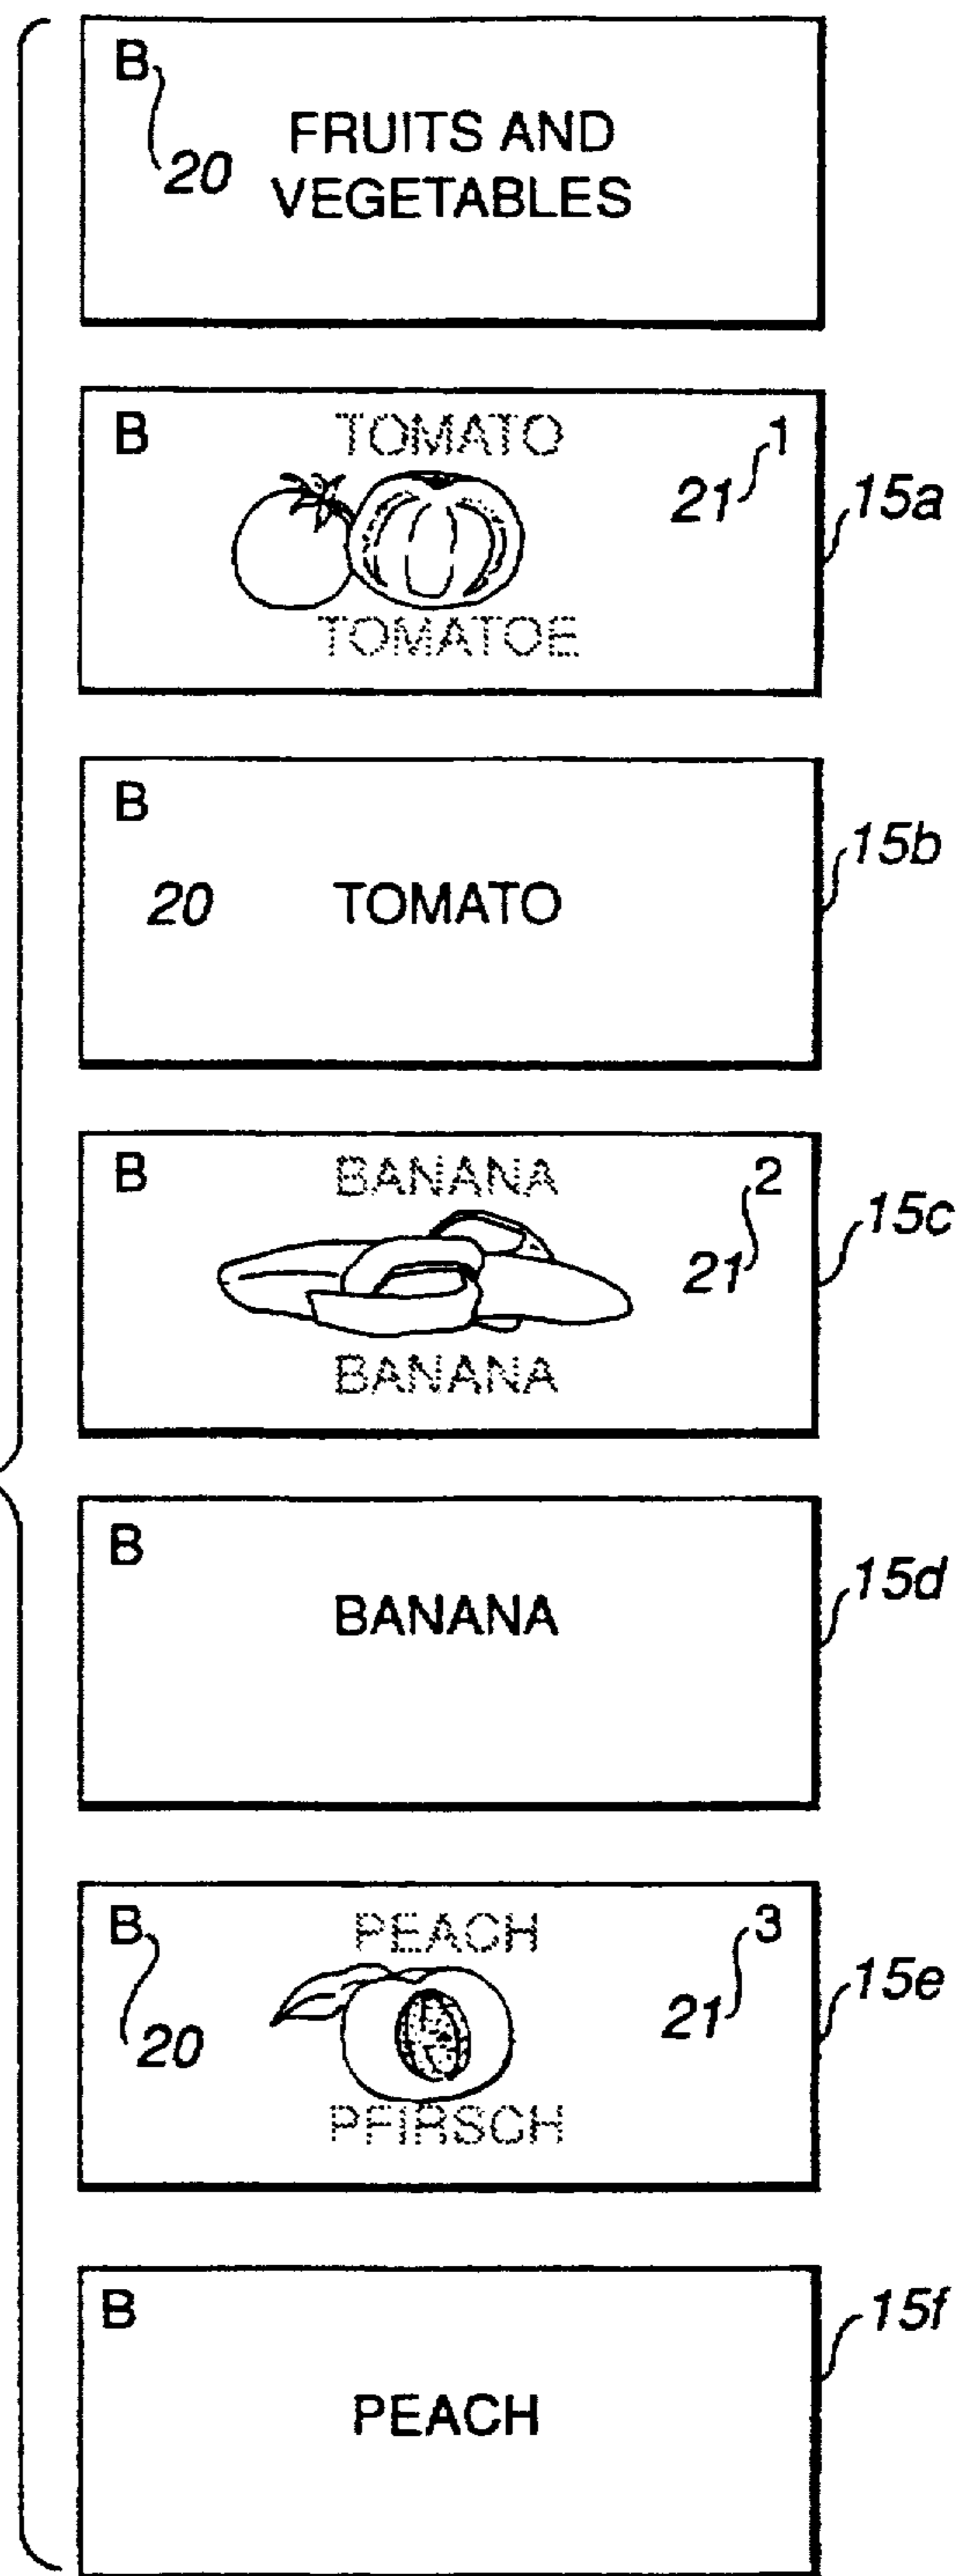 B
20
FRUITS AND
VEGETABLES
B
TOMATO
1
21
15a
TOMATOE
B
15b
20
TOMATO
B
BANANA
2
21
15c
BANANA
B
15d
BANANA
B
PEACH
3
20
21
15e
PFIRSCH
B
15f
PEACH